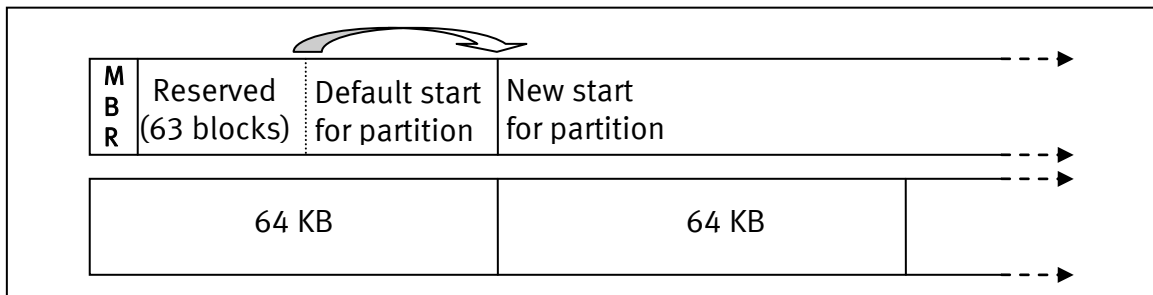 M
B
R
Reserved
(63 blocks)
Default start
for partition
New start
for partition
64 KB
64 KB